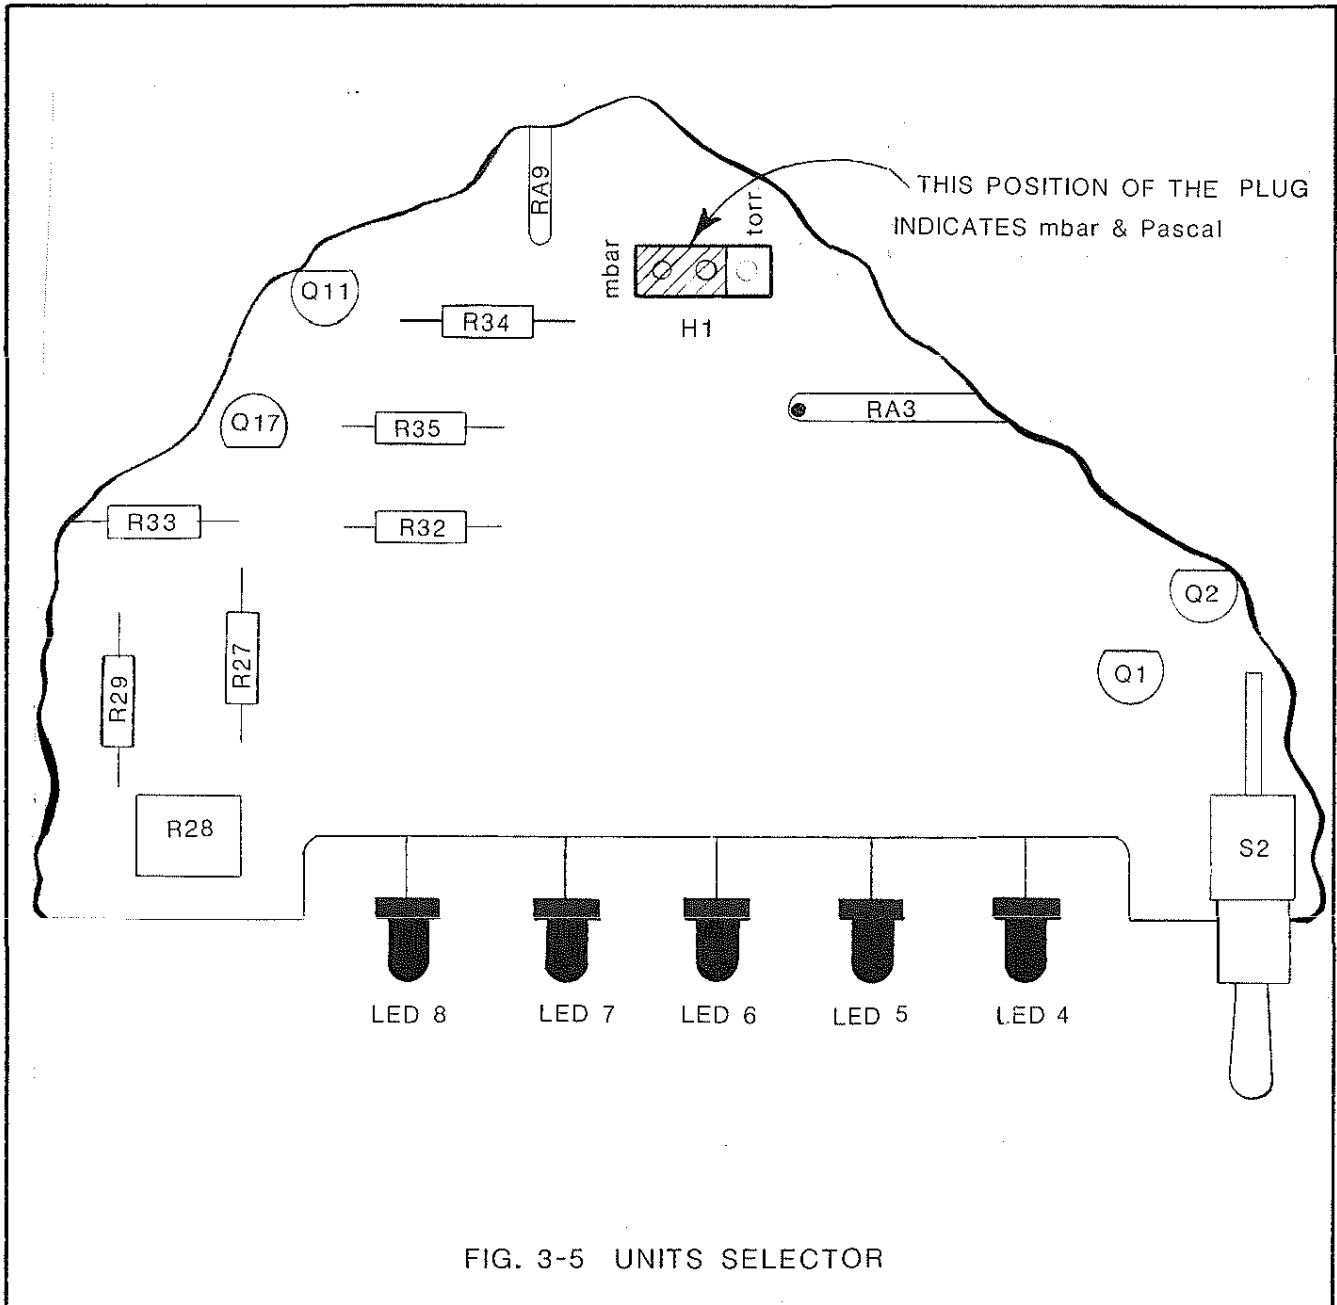 RA9
torr
THIS POSITION OF THE PLUG
INDICATES mbar & Pascal
mbar
Q11
R34
H1
Q17
R35
RA3
R33
R32
Q2
R27
Q1
R29
R28
S2
LED 8
LED 7
LED 6
LED 5
LED 4
FIG. 3-5 UNITS SELECTOR